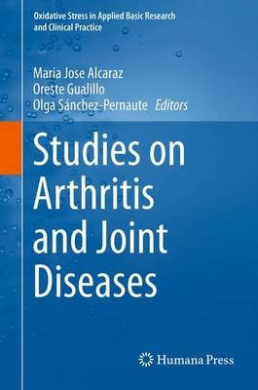 Oxidative Stress in Applied Basic Research
and Clinical Practice
Maria Jose Alcaraz
Oreste Gualillo
Olga Sánchez-Pernaute Editors
Studies on
Arthritis
and Joint
Diseases
Humana Press